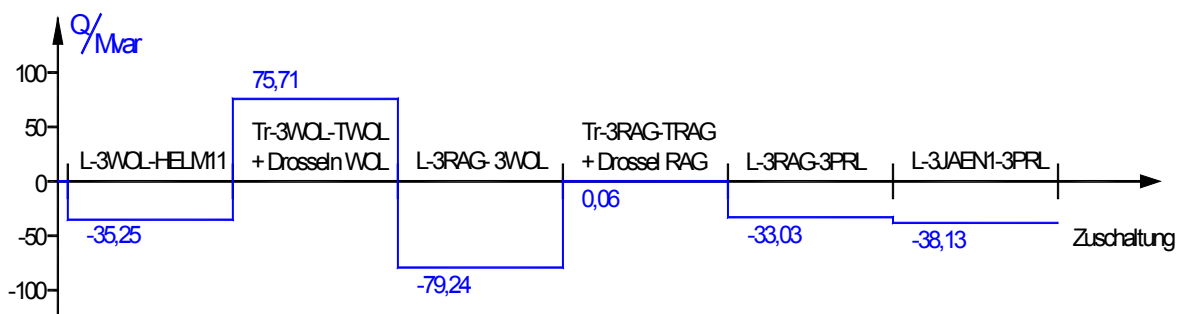 Q/
Mvar
100
50
0
-50
-100
75,71
L-3WOL-HELM11
Tr-3WOL-TWOL
+ Drosseln WOL
L-3RAG- 3WOL
Tr-3RAG-TRAG
+ Drossel RAG
L-3RAG-3PRL
L-3JAEN1-3PRL
-35,25
-79,24
0,06
-33,03
-38,13
Zuschaltung